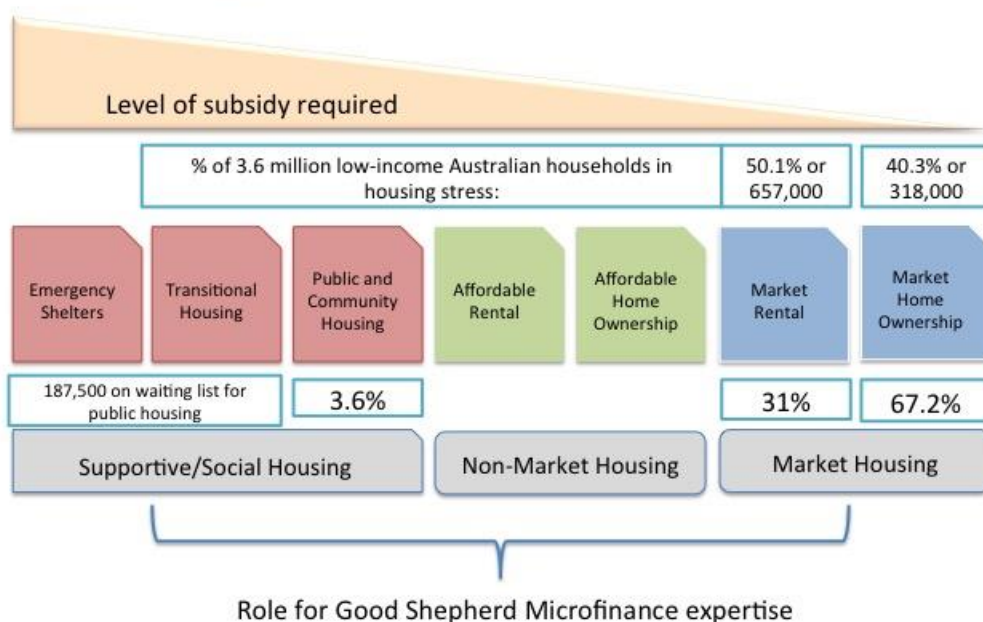 Level of subsidy required
% of 3.6 million low-income Australian households in
housing stress:
50.1% or
657,000
40.3% or
318,000
Emergency
Shelters
Transitional
Housing
Public and
Community
Housing
Affordable
Rental
Affordable
Home
Ownership
Market
Rental
Market
Home
Ownership
187,500 on waiting list for
public housing
3.6%
31%
67.2%
Supportive/Social Housing
Non-Market Housing
Market Housing
Role for Good Shepherd Microfinance expertise